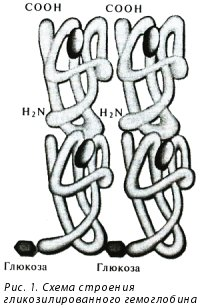 COOH COOH
H₂N H₂N
Глюкоза Глюкоза
Рис. 1. Схема строения
гликозилированного гемоглобина